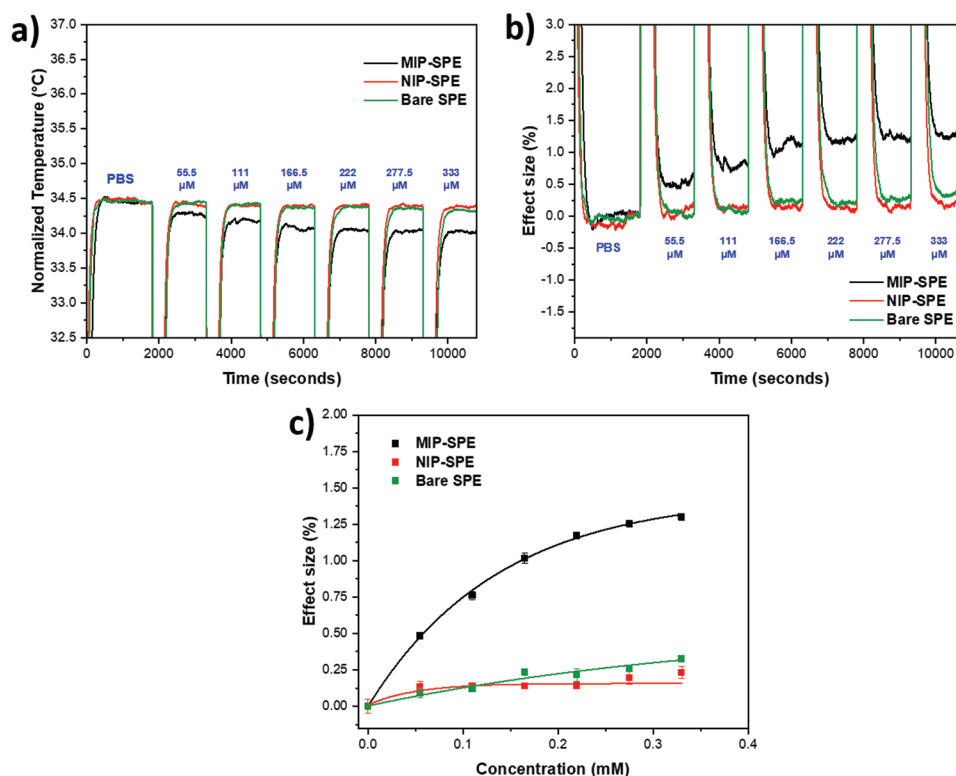 a)
37.0
36.5
36.0
35.5
35.0
34.5
34.0
33.5
33.0
32.5
Normalized Temperature (°C)
MIP-SPE
NIP-SPE
Bare SPE
PBS
55.5
µM
111
µM
166.5
µM
222
µM
277.5
µM
333
µM
0 2000 4000 6000 8000 10000
Time (seconds)
b)
3.0
2.5
2.0
1.5
1.0
0.5
0.0
-0.5
-1.0
-1.5
Effect size (%)
PBS
55.5
µM
111
µM
166.5
µM
222
µM
277.5
µM
333
µM
MIP-SPE
NIP-SPE
Bare SPE
0 2000 4000 6000 8000 10000
Time (seconds)
c)
2.00
1.75
1.50
1.25
1.00
0.75
0.50
0.25
0.00
Effect size (%)
MIP-SPE
NIP-SPE
Bare SPE
0.0 0.1 0.2 0.3 0.4
Concentration (mM)